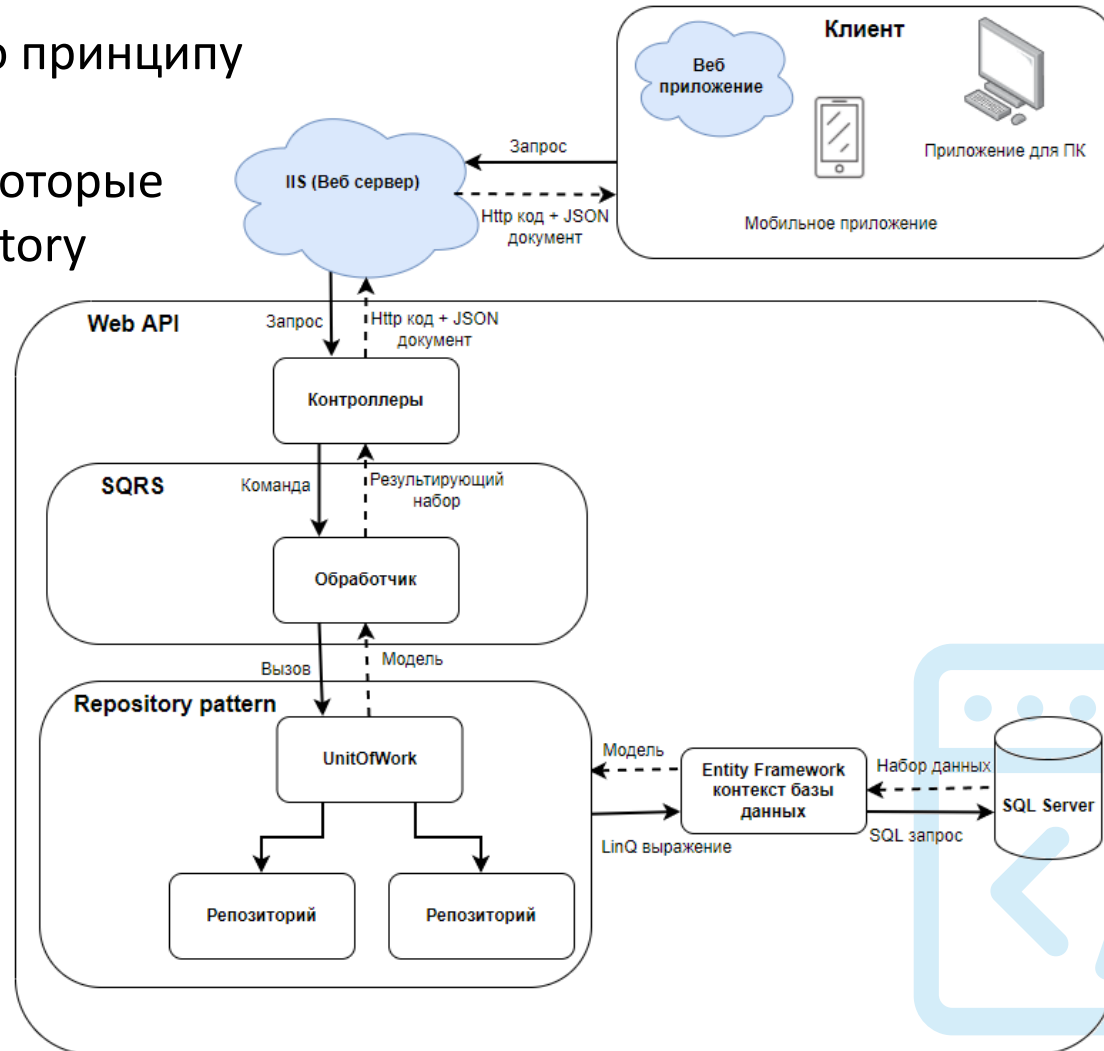 о принципу
которые
tory
Клиент
Веб
приложение
Приложение для ПК
Мобильное приложение
IIS (Веб сервер)
Запрос
Http код + JSON
документ
Web API
Запрос
Http код + JSON
документ
Контроллеры
SQRS
Команда
Результирующий
набор
Обработчик
Вызов
Модель
Repository pattern
UnitOfWork
Репозиторий
Репозиторий
Модель
LinQ выражение
Entity Framework
контекст базы
данных
Набор данных
SQL запрос
SQL Server